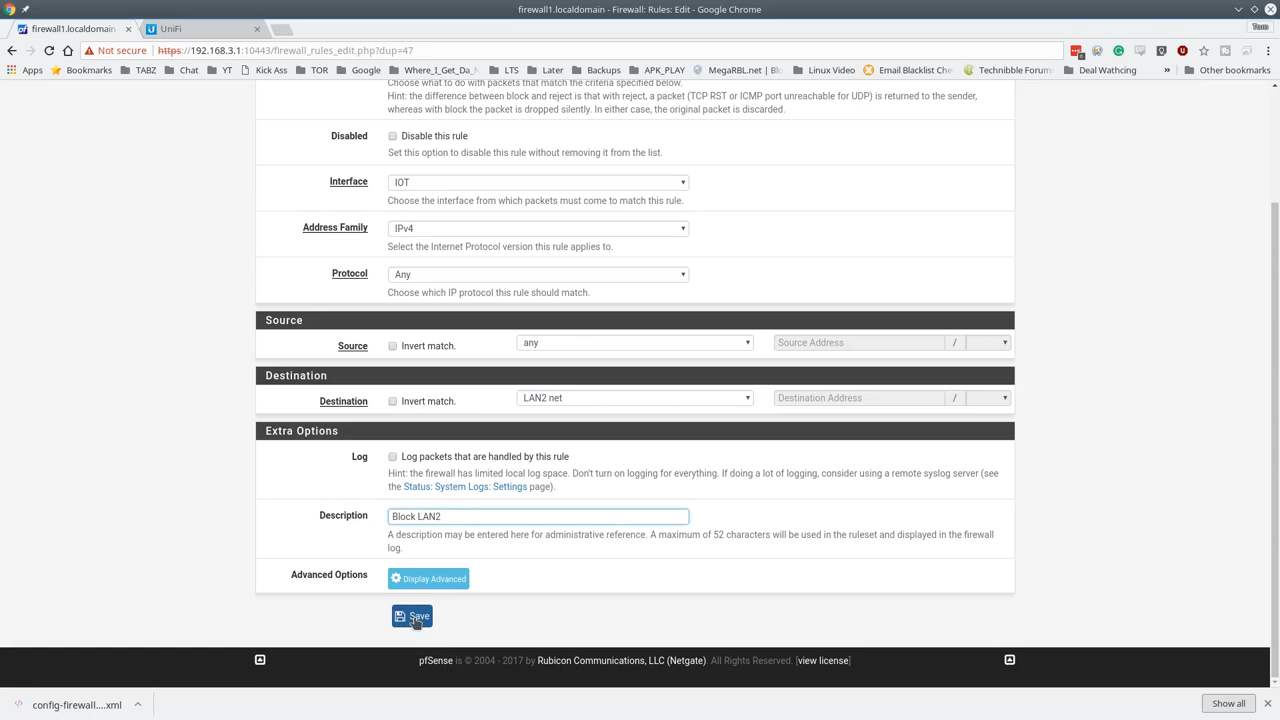 firewall1.localdomain - Firewall: Rules: Edit - Google Chrome
firewall1.localdomain
UniFi
Tom
Not secure https://192.168.3.1:10443/firewall_rules_edit.php?dup=47
Apps Bookmarks TABZ Chat YT Kick Ass TOR Google Where_I_Get_Da_ LTS Later Backups APK_PLAY MegaRBL.net | Blo Linux Video Email Blacklist Che Technibble Forum Deal Wathcing » Other bookmarks
Choose what to do with packets that match the criteria specified below.
Hint: the difference between block and reject is that with reject, a packet (TCP RST or ICMP port unreachable for UDP) is returned to the sender,
whereas with block the packet is dropped silently. In either case, the original packet is discarded.
Disabled Disable this rule
Set this option to disable this rule without removing it from the list.
Interface IOT
Choose the interface from which packets must come to match this rule.
Address Family IPv4
Select the Internet Protocol version this rule applies to.
Protocol Any
Choose which IP protocol this rule should match.
Source
Source Invert match. any Source Address /
Destination
Destination Invert match. LAN2 net Destination Address /
Extra Options
Log Log packets that are handled by this rule
Hint: the firewall has limited local log space. Don't turn on logging for everything. If doing a lot of logging, consider using a remote syslog server (see
the Status: System Logs: Settings page).
Description Block LAN2
A description may be entered here for administrative reference. A maximum of 52 characters will be used in the ruleset and displayed in the firewall
log.
Advanced Options Display Advanced
Save
pfSense is © 2004 - 2017 by Rubicon Communications, LLC (Netgate). All Rights Reserved. [view license]
config-firewall....xml
Show all